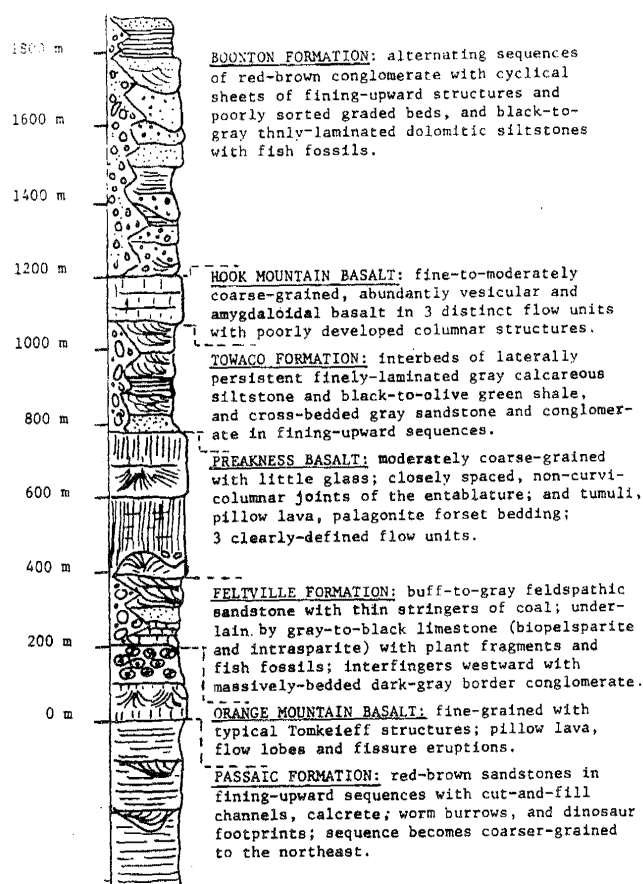 1800 m
BOONTON FORMATION: alternating sequences
of red-brown conglomerate with cyclical
sheets of fining-upward structures and
poorly sorted graded beds, and black-to-
gray thnly-laminated dolomitic siltstones
with fish fossils.
1600 m
1400 m
1200 m
HOOK MOUNTAIN BASALT: fine-to-moderately
coarse-grained, abundantly vesicular and
amygdaloidal basalt in 3 distinct flow units
with poorly developed columnar structures.
1000 m
TOWACO FORMATION: interbeds of laterally
persistent finely-laminated gray calcareous
siltstone and black-to-olive green shale,
and cross-bedded gray sandstone and conglomer-
ate in fining-upward sequences.
800 m
PREAKNESS BASALT: moderately coarse-grained
with little glass; closely spaced, non-curvi-
columnar joints of the entablature; and tumuli,
pillow lava, palagonite forset bedding;
3 clearly-defined flow units.
600 m
400 m
FELTVILLE FORMATION: buff-to-gray feldspathic
sandstone with thin stringers of coal; under-
lain by gray-to-black limestone (biopelsparite
and intrasparite) with plant fragments and
fish fossils; interfingers westward with
massively-bedded dark-gray border conglomerate.
200 m
0 m
ORANGE MOUNTAIN BASALT: fine-grained with
typical Tomkeieff structures; pillow lava,
flow lobes and fissure eruptions.
PASSAIC FORMATION: red-brown sandstones in
fining-upward sequences with cut-and-fill
channels, calcrete; worm burrows, and dinosaur
footprints; sequence becomes coarser-grained
to the northeast.